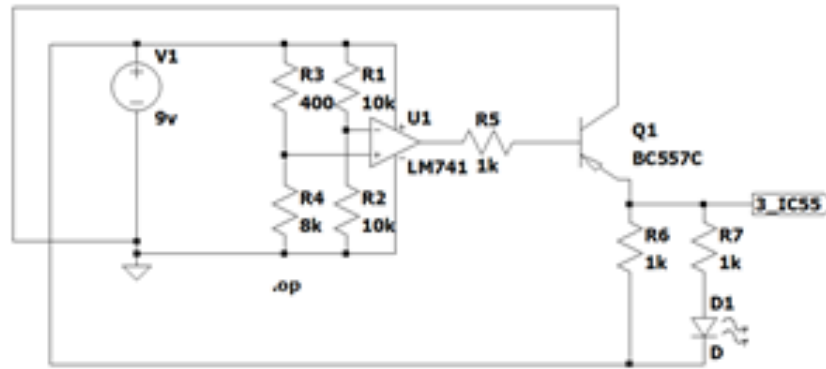 V1
9v
R3
400
R1
10k
U1
LM741
R5
1k
Q1
BC557C
R4
8k
R2
10k
3_IC55
R6
1k
R7
1k
.op
D1
D